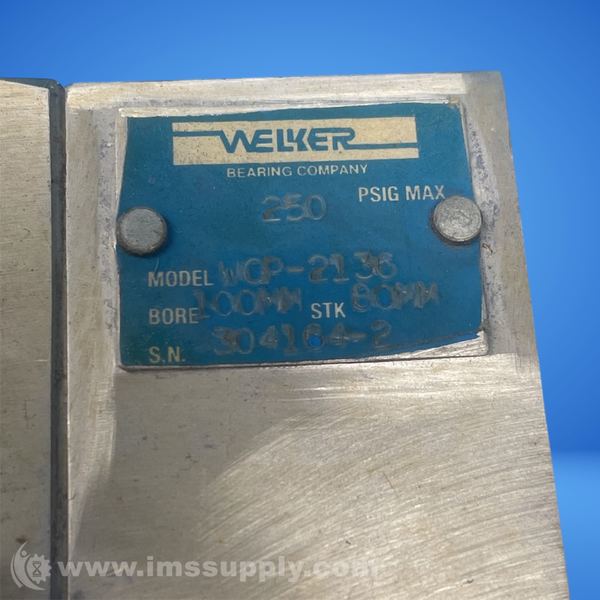 WELKER
BEARING COMPANY
250 PSIG MAX
MODEL WCP-2136
BORE 100MM STK 80MM
S.N. 304164-2
www.imssupply.com